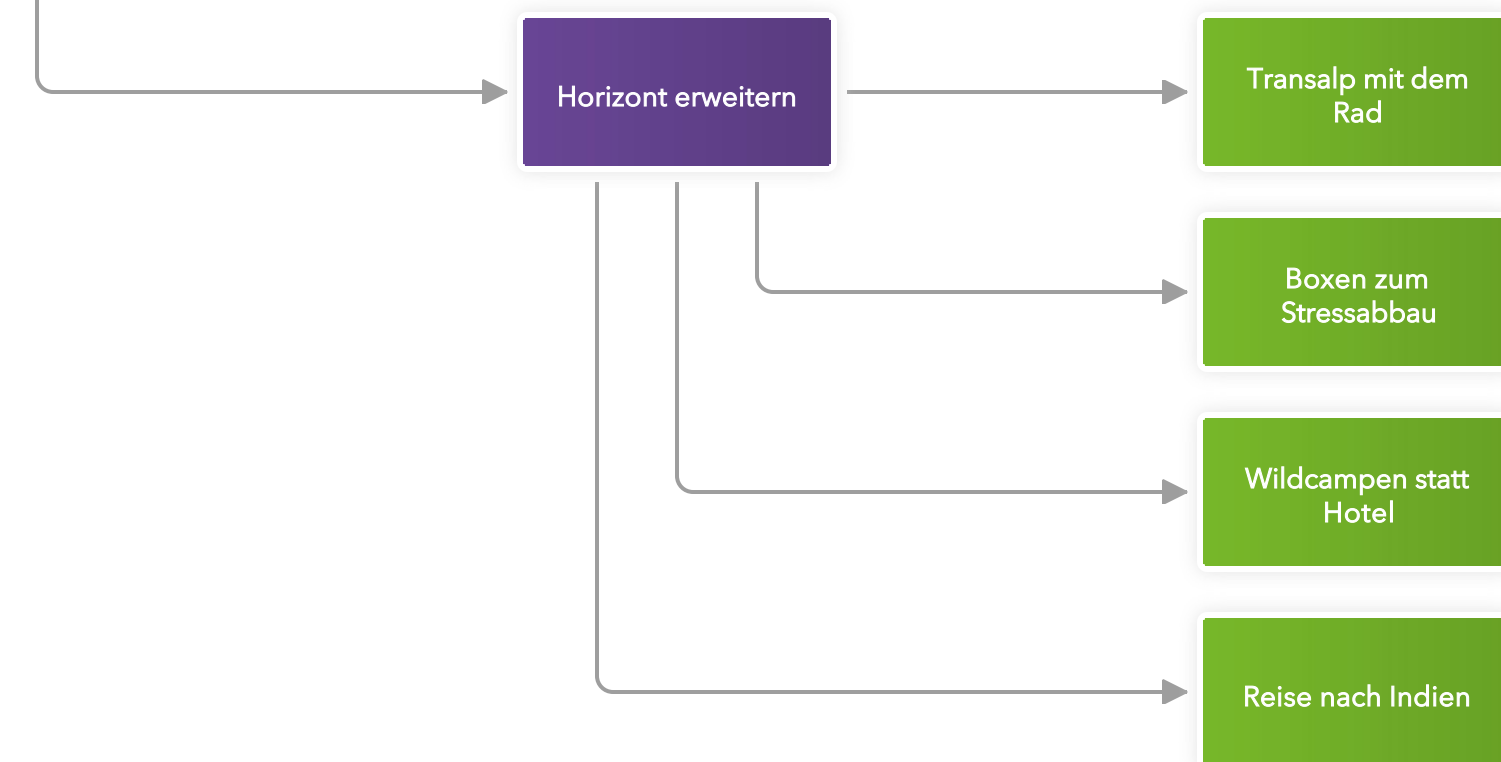 Horizont erweitern
Transalp mit dem
Rad
Boxen zum
Stressabbau
Wildcampen statt
Hotel
Reise nach Indien